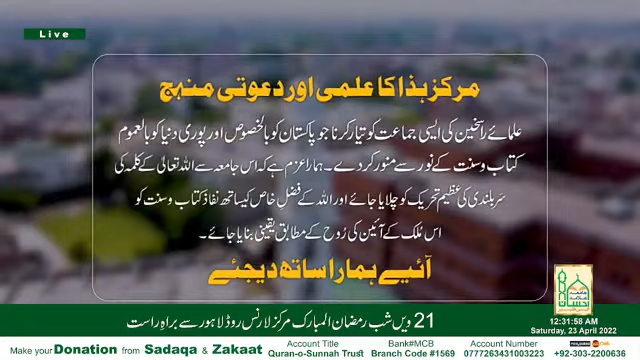 Live
مرکز ہذا کا علمی اور دعوتی منہج
علمائے راسخین کی ایسی جماعت کو تیار کرنا جو پاکستان کو بالخصوص اور پوری دنیا کو بالعموم
کتاب و سنت کے نور سے منور کر دے۔ ہمارا عزم ہے کہ اس جامعہ سے اللہ تعالیٰ کے کلمہ کی
سربلندی کی عظیم تحریک کو چلایا جائے اور اللہ کے فضل خاص کیساتھ نفاذ کتاب و سنت کو
اس ملک کے آئین کی روح کے مطابق یقینی بنایا جائے۔
آئیے ہمارا ساتھ دیجئے
12:31:58 AM
Saturday, 23 April 2022
21 ویں شب رمضان المبارک مرکز لارنس روڈ لاہور سے براہِ راست
Make your Donation from Sadaqa & Zakaat
Account Title Bank#MCB Account Number
Quran-o-Sunnah Trust Branch Code #1569 0777263431003222 +92-303-2200636